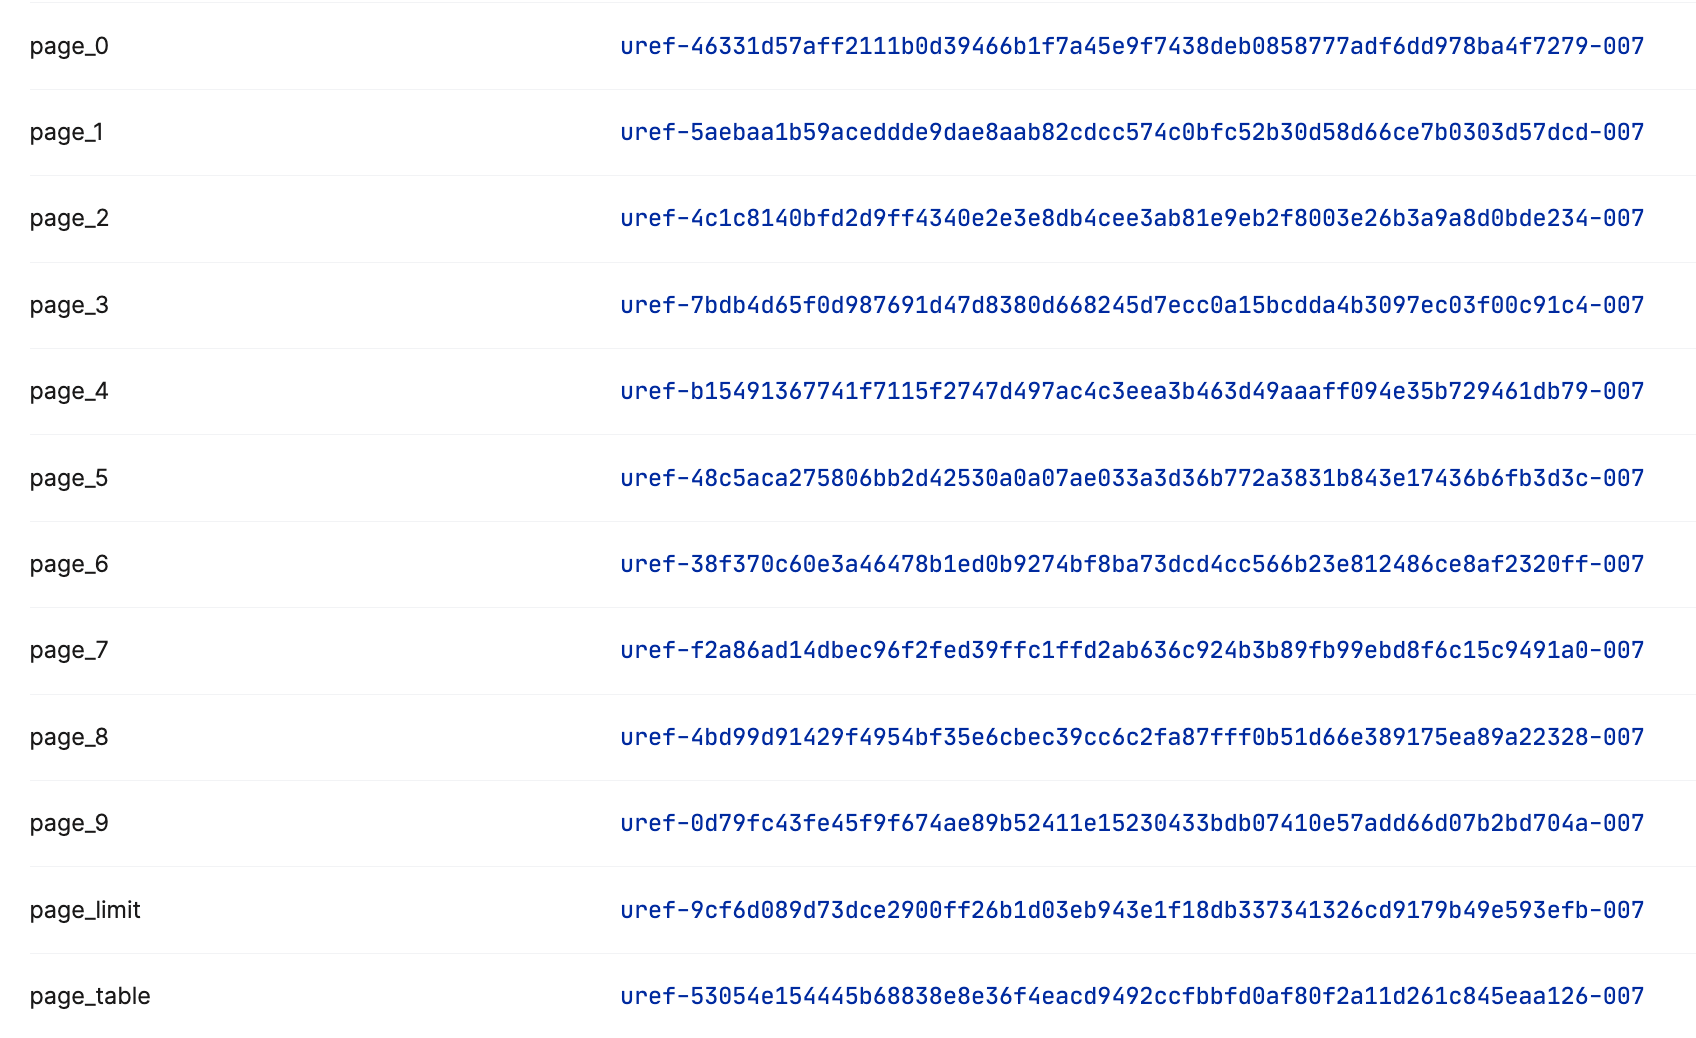 page_0 uref-46331d57aff2111b0d39466b1f7a45e9f7438deb0858777adf6dd978ba4f7279-007
page_1 uref-5aebaa1b59aceddde9dae8aab82cdcc574c0bfc52b30d58d66ce7b0303d57dcd-007
page_2 uref-4c1c8140bfd2d9ff4340e2e3e8db4cee3ab81e9eb2f8003e26b3a9a8d0bde234-007
page_3 uref-7bdb4d65f0d987691d47d8380d668245d7ecc0a15bcdda4b3097ec03f00c91c4-007
page_4 uref-b15491367741f7115f2747d497ac4c3eea3b463d49aaaff094e35b729461db79-007
page_5 uref-48c5aca275806bb2d42530a0a07ae033a3d36b772a3831b843e17436b6fb3d3c-007
page_6 uref-38f370c60e3a46478b1ed0b9274bf8ba73dcd4cc566b23e812486ce8af2320ff-007
page_7 uref-f2a86ad14dbec96f2fed39ffc1ffd2ab636c924b3b89fb99ebd8f6c15c9491a0-007
page_8 uref-4bd99d91429f4954bf35e6cbec39cc6c2fa87fff0b51d66e389175ea89a22328-007
page_9 uref-0d79fc43fe45f9f674ae89b52411e15230433bdb07410e57add66d07b2bd704a-007
page_limit uref-9cf6d089d73dce2900ff26b1d03eb943e1f18db337341326cd9179b49e593efb-007
page_table uref-53054e154445b68838e8e36f4eacd9492ccfbbfd0af80f2a11d261c845eaa126-007